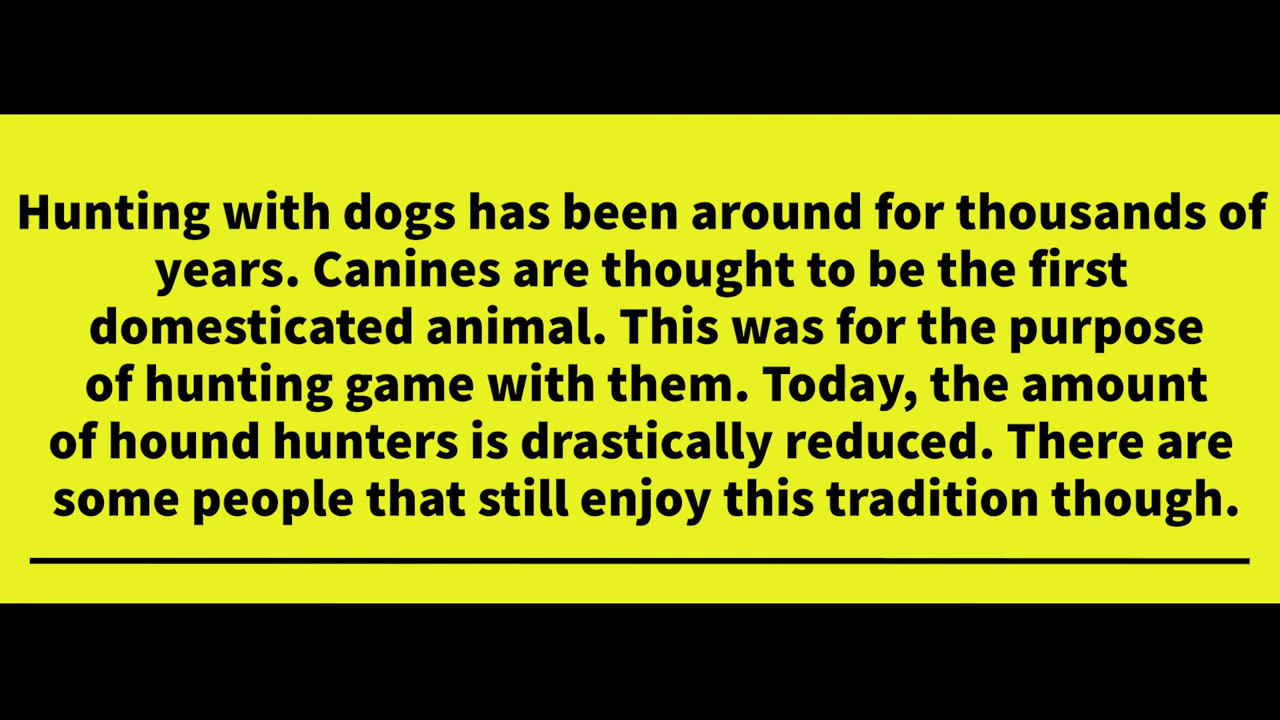 Hunting with dogs has been around for thousands of
years. Canines are thought to be the first
domesticated animal. This was for the purpose
of hunting game with them. Today, the amount
of hound hunters is drastically reduced. There are
some people that still enjoy this tradition though.